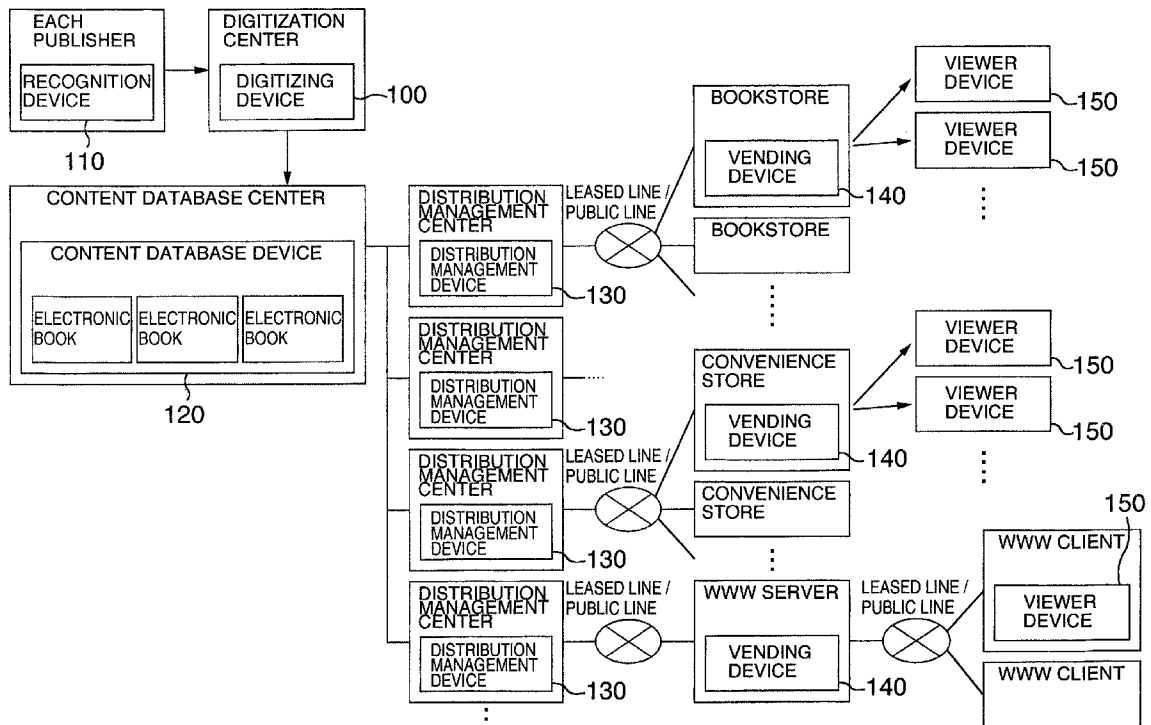 EACH
PUBLISHER
RECOGNITION
DEVICE
110
DIGITIZATION
CENTER
DIGITIZING
DEVICE
100
CONTENT DATABASE CENTER
CONTENT DATABASE DEVICE
ELECTRONIC
BOOK
ELECTRONIC
BOOK
ELECTRONIC
BOOK
120
DISTRIBUTION
MANAGEMENT
CENTER
DISTRIBUTION
MANAGEMENT
DEVICE
130
LEASED LINE /
PUBLIC LINE
BOOKSTORE
VENDING
DEVICE
140
BOOKSTORE
VIEWER
DEVICE
150
VIEWER
DEVICE
150
DISTRIBUTION
MANAGEMENT
CENTER
DISTRIBUTION
MANAGEMENT
DEVICE
130
DISTRIBUTION
MANAGEMENT
CENTER
DISTRIBUTION
MANAGEMENT
DEVICE
130
LEASED LINE /
PUBLIC LINE
CONVENIENCE
STORE
VENDING
DEVICE
140
CONVENIENCE
STORE
VIEWER
DEVICE
150
VIEWER
DEVICE
150
DISTRIBUTION
MANAGEMENT
CENTER
DISTRIBUTION
MANAGEMENT
DEVICE
130
LEASED LINE /
PUBLIC LINE
WWW SERVER
VENDING
DEVICE
140
LEASED LINE /
PUBLIC LINE
150
WWW CLIENT
VIEWER
DEVICE
WWW CLIENT